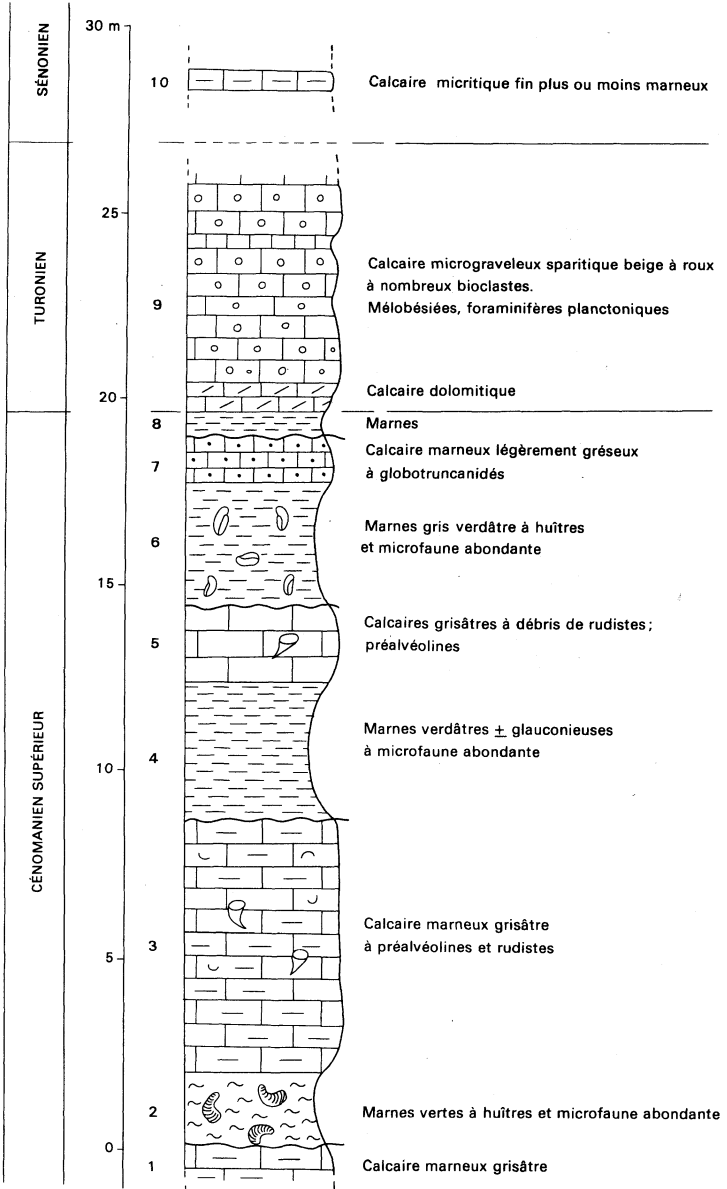 30 m
SÉNONIEN
10
Calcaire micritique fin plus ou moins marneux
25
TURONIEN
9
Calcaire micrograveleux sparitique beige à roux
à nombreux bioclastes.
Mélobésiées, foraminifères planctoniques
Calcaire dolomitique
20
8
Marnes
7
Calcaire marneux légèrement gréseux
à globotruncanidés
6
Marnes gris verdâtre à huîtres
et microfaune abondante
15
5
Calcaires grisâtres à débris de rudistes;
préalvéolines
CÉNOMANIEN SUPÉRIEUR
4
Marnes verdâtres ± glauconieuses
à microfaune abondante
10
3
Calcaire marneux grisâtre
à préalvéolines et rudistes
5
2
Marnes vertes à huîtres et microfaune abondante
0
1
Calcaire marneux grisâtre